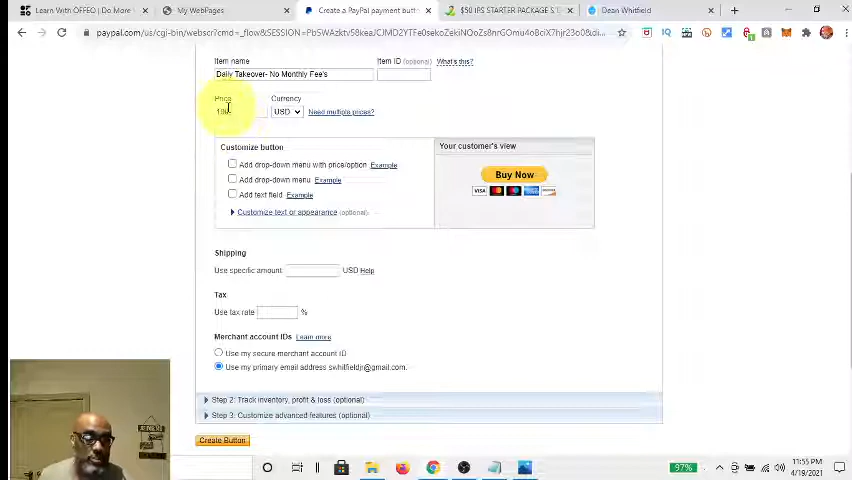 Learn With OFFEO | Do More
My WebPages
Create a PayPal payment butt
$50 IPS STARTER PACKAGE S
Dean Whitfield
paypal.com/us/cgi-bin/webscr?cmd=_flow&SESSION=
Item name
Item ID (optional)
What's this?
Daily Takeover- No Monthly Fee's
Price
Currency
USD
Need multiple prices?
Customize button
Your customer's view
Add drop-down menu with price/option Example
Add drop-down menu Example
Add text field Example
Customize text or appearance (optional)
Buy Now
VISA
Shipping
Use specific amount
USD Help
Tax
Use tax rate
%
Merchant account IDs Learn more
Use my secure merchant account ID
Use my primary email address swhitfieldjr@gmail.com.
Step 2: Track inventory, profit & loss (optional)
Step 3: Customize advanced features (optional)
Create Button
97%
11:55 PM
4/19/2021